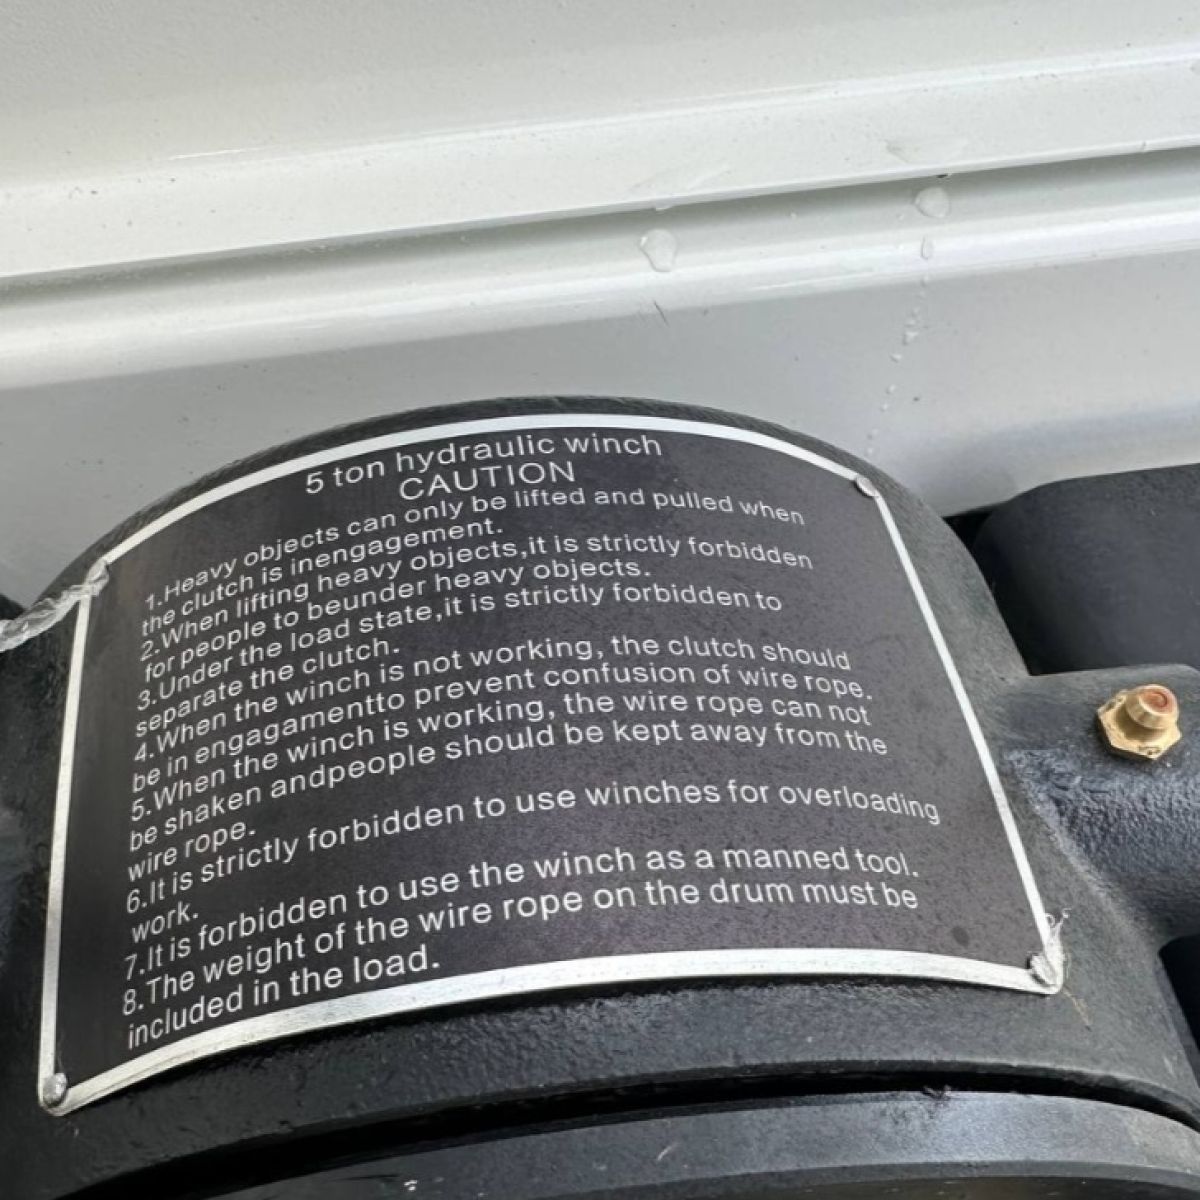 5 ton hydraulic winch
CAUTION
1.Heavy objects can only be lifted and pulled when
the clutch is inengagement.
2.When lifting heavy objects,it is strictly forbidden
for people to beunder heavy objects.
3.Under the load state,it is strictly forbidden to
separate the clutch.
4.When the winch is not working, the clutch should
be in engagamentto prevent confusion of wire rope.
5.When the winch is working, the wire rope can not
be shaken andpeople should be kept away from the
wire rope.
6.It is strictly forbidden to use winches for overloading
work.
7.It is forbidden to use the winch as a manned tool.
8.The weight of the wire rope on the drum must be
included in the load.